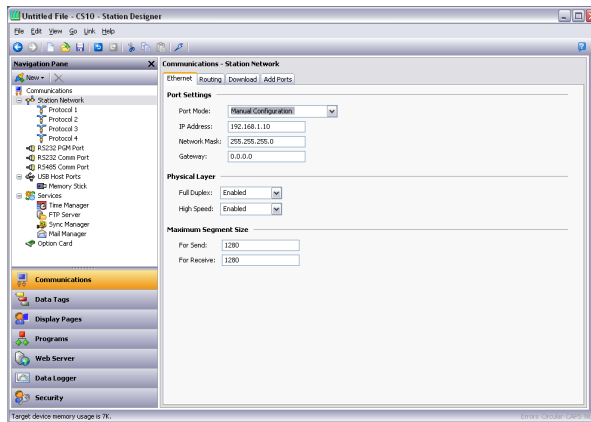 Untitled File - CS10 - Station Designer
File Edit View Go Link Help
Navigation Pane
New
Communications
Station Network
Protocol 1
Protocol 2
Protocol 3
Protocol 4
RS232 PGM Port
RS232 Comm Port
RS485 Comm Port
USB Host Ports
Memory Stick
Services
Time Manager
FTP Server
Sync Manager
Mail Manager
Option Card
Communications
Data Tags
Display Pages
Programs
Web Server
Data Logger
Security
Communications - Station Network
Ethernet Routing Download Add Ports
Port Settings
Port Mode: Manual Configuration
IP Address: 192.168.1.10
Network Mask: 255.255.255.0
Gateway: 0.0.0.0
Physical Layer
Full Duplex: Enabled
High Speed: Enabled
Maximum Segment Size
For Send: 1280
For Receive: 1280
Target device memory usage is 7K.
Errors Circular CAPS